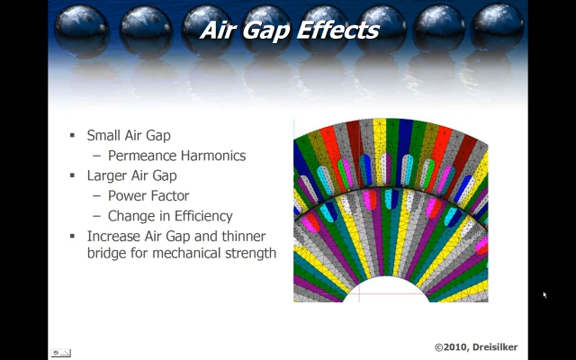 Air Gap Effects
▪ Small Air Gap
– Permeance Harmonics
▪ Larger Air Gap
– Power Factor
– Change in Efficiency
▪ Increase Air Gap and thinner
bridge for mechanical strength
©2010, Dreisilker